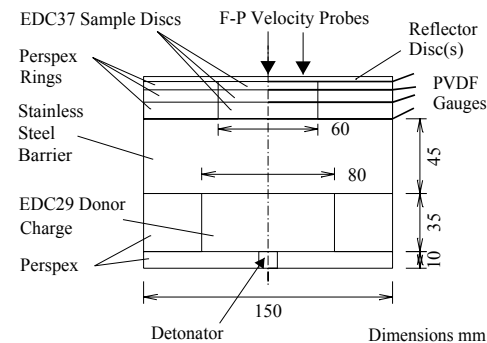 EDC37 Sample Discs
F-P Velocity Probes
Reflector
Disc(s)
Perspex
Rings
PVDF
Gauges
Stainless
Steel
Barrier
60
45
80
EDC29 Donor
Charge
35
Perspex
10
150
Detonator
Dimensions mm